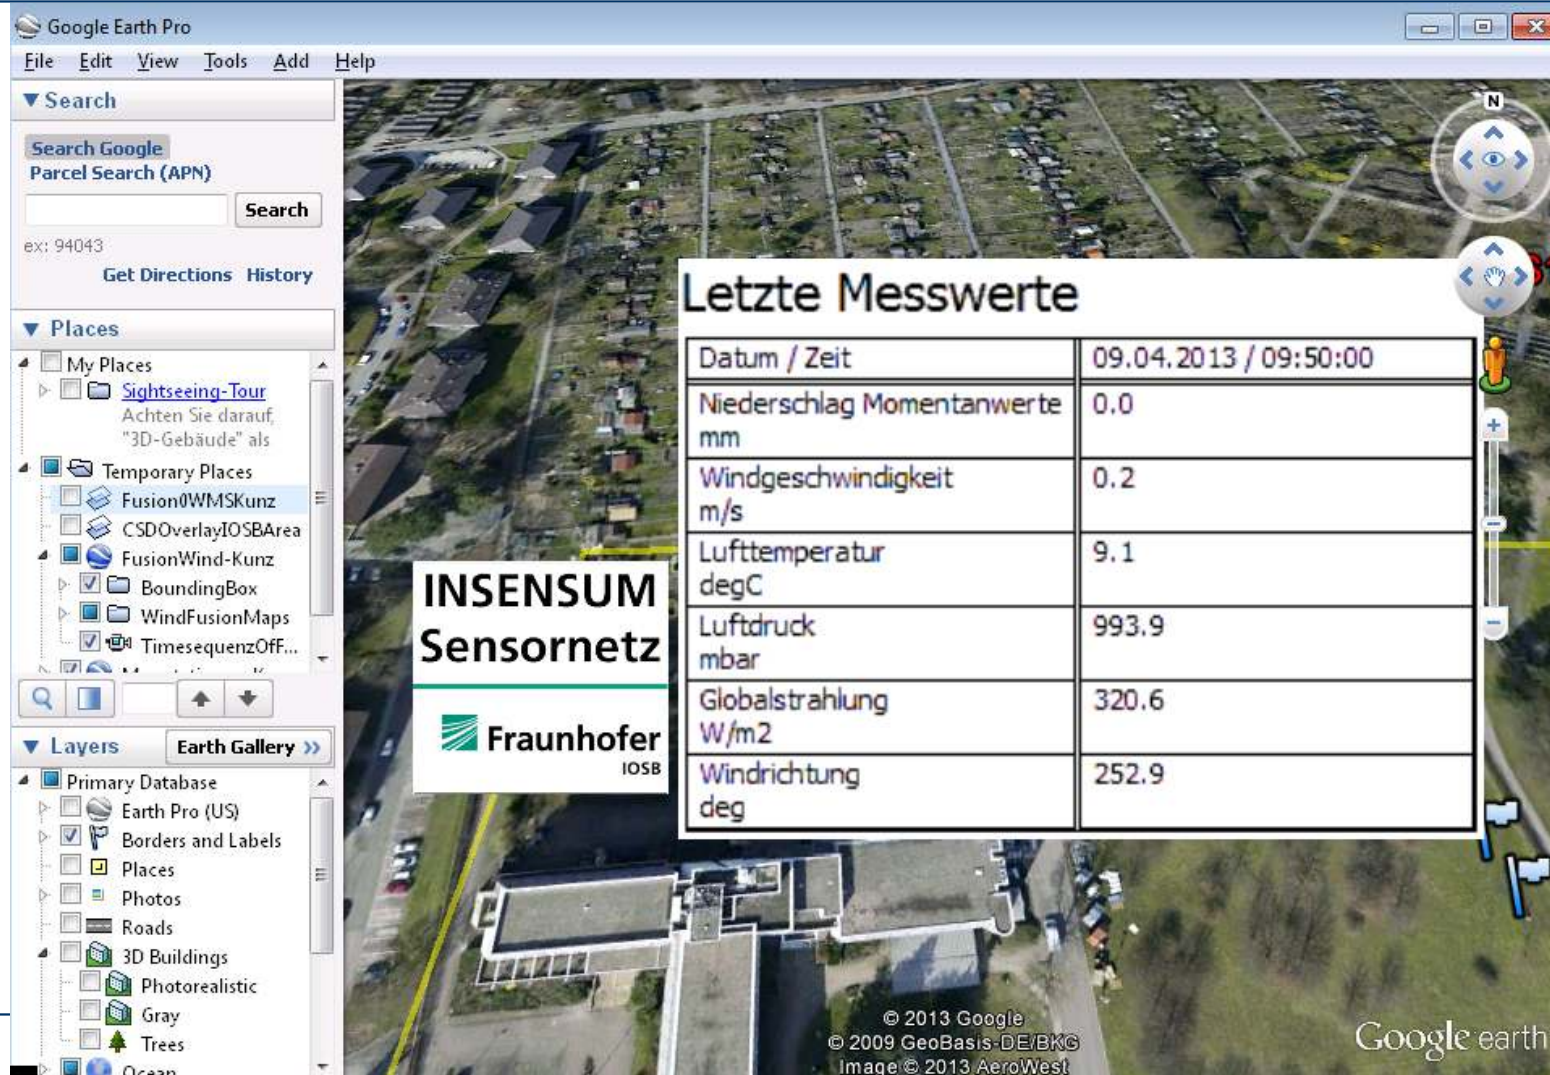 Google Earth Pro
File Edit View Tools Add Help
Search
Search Google
Parcel Search (APN)
Search
ex: 94043
Get Directions History
Places
My Places
Sightseeing-Tour
Achten Sie darauf,
"3D-Gebäude" als
Temporary Places
Fusion0WMSKunz
CSDOverlayIOSBArea
FusionWind-Kunz
BoundingBox
WindFusionMaps
TimesequenzOfF...
Layers
Earth Gallery >>
Primary Database
Earth Pro (US)
Borders and Labels
Places
Photos
Roads
3D Buildings
Photorealistic
Gray
Trees
Ocean
N
Letzte Messwerte
Datum / Zeit 09.04.2013 / 09:50:00
Niederschlag Momentanwerte 0.0
mm
Windgeschwindigkeit 0.2
m/s
Lufttemperatur 9.1
degC
Luftdruck 993.9
mbar
Globalstrahlung 320.6
W/m2
Windrichtung 252.9
deg
INSENSUM
Sensornetz
Fraunhofer
IOSB
© 2013 Google
© 2009 GeoBasis-DE/BKG
Image © 2013 AeroWest
Google earth